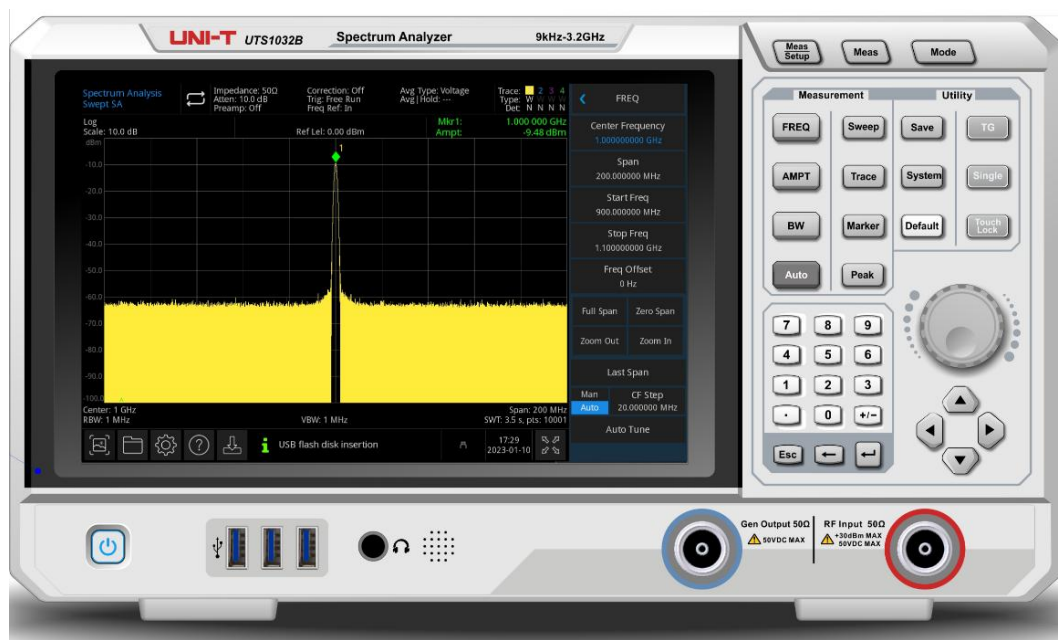 UNI-T UTS1032B Spectrum Analyzer 9kHz-3.2GHz
Spectrum Analysis
Swept SA
Impedance: 50Ω
Atten: 10.0 dB
Preamp: Off
Correction: Off
Trig: Free Run
Freq Ref: In
Avg Type: Voltage
Avg|Hold: ---
Trace: 1 2 3 4
Type: W W W W
Det: N N N N
Log
Scale: 10.0 dB
Ref Lel: 0.00 dBm
Mkr1: 1.000 000 GHz
Ampt: -9.48 dBm
dBm
1
-10.0
-20.0
-30.0
-40.0
-50.0
-60.0
-70.0
-80.0
-90.0
-100.0
Center: 1 GHz
RBW: 1 MHz
VBW: 1 MHz
Span: 200 MHz
SWT: 3.5 s, pts: 10001
USB flash disk insertion
17:29
2023-01-10
FREQ
Center Frequency
1.000000000 GHz
Span
200.000000 MHz
Start Freq
900.000000 MHz
Stop Freq
1.100000000 GHz
Freq Offset
0 Hz
Full Span Zero Span
Zoom Out Zoom In
Last Span
Man
Auto
CF Step
20.000000 MHz
Auto Tune
Meas
Setup
Meas
Mode
Measurement Utility
FREQ Sweep Save TG
AMPT Trace System Single
BW Marker Default Touch
Lock
Auto Peak
7 8 9
4 5 6
1 2 3
. 0 +/-
Esc
Gen Output 50Ω
50VDC MAX
RF Input 50Ω
+30dBm MAX
50VDC MAX